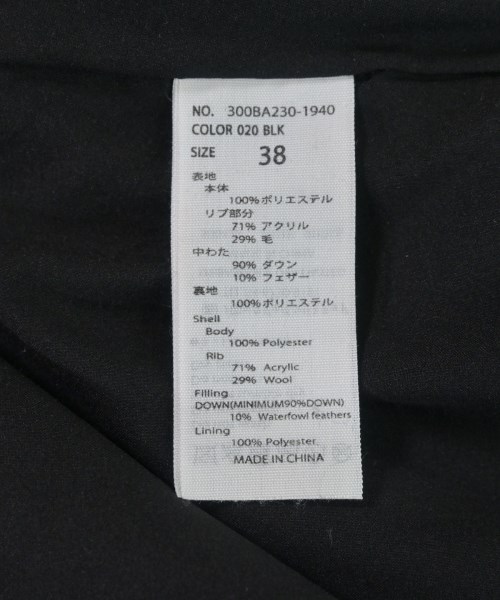 NO. 300BA230-1940
COLOR 020 BLK
SIZE 38
表地
本体
100%ポリエステル
リブ部分
71% アクリル
29% 毛
中わた
90% ダウン
10% フェザー
裏地
100%ポリエステル
Shell
Body
100% Polyester
Rib
71% Acrylic
29% Wool
Filling
DOWN(MINIMUM90%DOWN)
10% Waterfowl feathers
Lining
100% Polyester
MADE IN CHINA